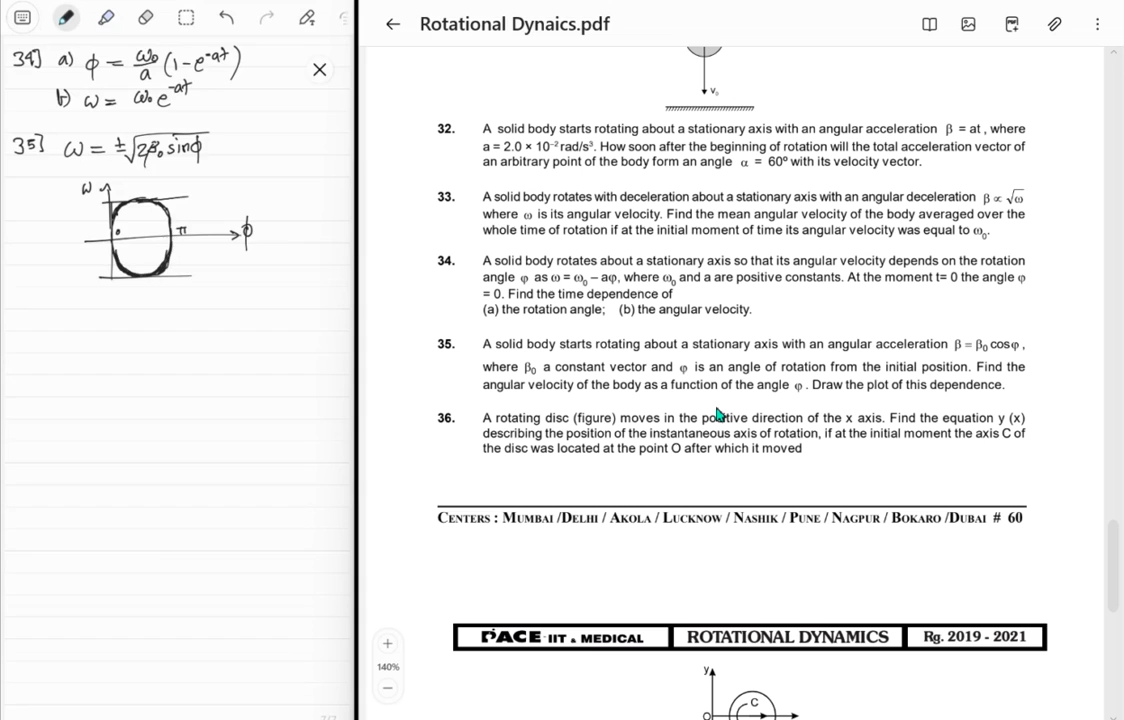 34] a) φ = ω₀/a (1-e^-at)
b) ω = ω₀e^-at
35] ω = ±√2β₀ sinφ
ω
0
π
φ
Rotational Dynaics.pdf
v₀
32. A solid body starts rotating about a stationary axis with an angular acceleration β = at, where
a = 2.0 × 10⁻² rad/s³. How soon after the beginning of rotation will the total acceleration vector of
an arbitrary point of the body form an angle α = 60° with its velocity vector.
33. A solid body rotates with deceleration about a stationary axis with an angular deceleration β ∝ √ω
where ω is its angular velocity. Find the mean angular velocity of the body averaged over the
whole time of rotation if at the initial moment of time its angular velocity was equal to ω₀.
34. A solid body rotates about a stationary axis so that its angular velocity depends on the rotation
angle φ as ω = ω₀ – aφ, where ω₀ and a are positive constants. At the moment t= 0 the angle φ
= 0. Find the time dependence of
(a) the rotation angle; (b) the angular velocity.
35. A solid body starts rotating about a stationary axis with an angular acceleration β = β₀ cosφ,
where β₀ a constant vector and φ is an angle of rotation from the initial position. Find the
angular velocity of the body as a function of the angle φ. Draw the plot of this dependence.
36. A rotating disc (figure) moves in the positive direction of the x axis. Find the equation y (x)
describing the position of the instantaneous axis of rotation, if at the initial moment the axis C of
the disc was located at the point O after which it moved
CENTERS : MUMBAI /DELHI / AKOLA / LUCKNOW / NASHIK / PUNE / NAGPUR / BOKARO /DUBAI # 60
PACE IIT & MEDICAL
ROTATIONAL DYNAMICS
Rg. 2019 - 2021
140%
y
C
O